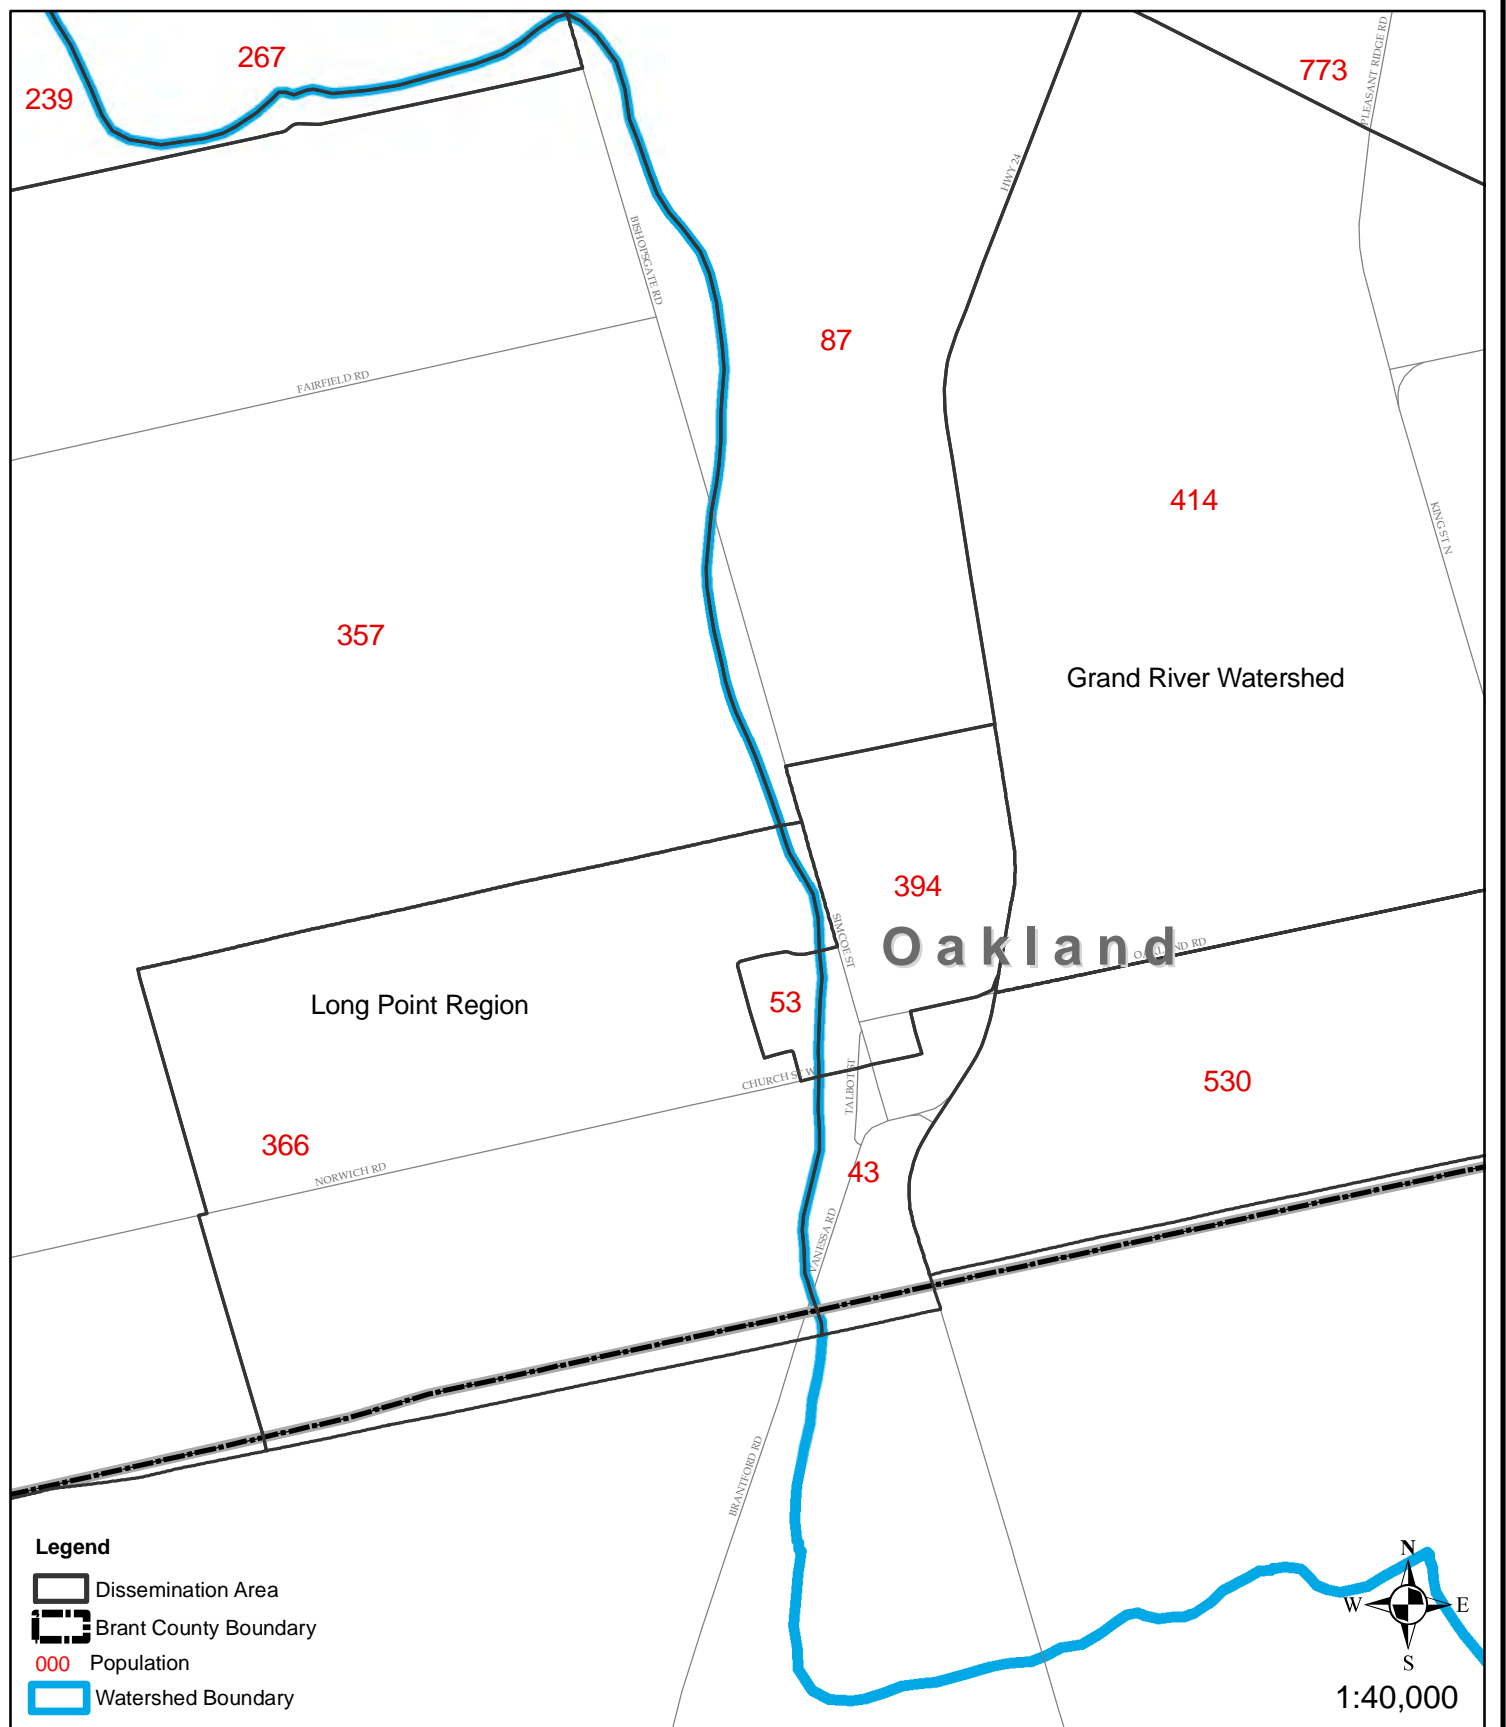 267
239
773
PLEASANT RIDGE RD
HWY 24
BISHOPSGATE RD
87
FAIRFIELD RD
414
KING ST N
357
Grand River Watershed
394
SIMCOE ST
Oakland
OAKLAND RD
53
Long Point Region
CHURCH ST W
TALBOT ST
530
366
NORWICH RD
43
VANESSA RD
BRANTFORD RD
Legend
Dissemination Area
Brant County Boundary
000 Population
Watershed Boundary
N
W E
S
1:40,000